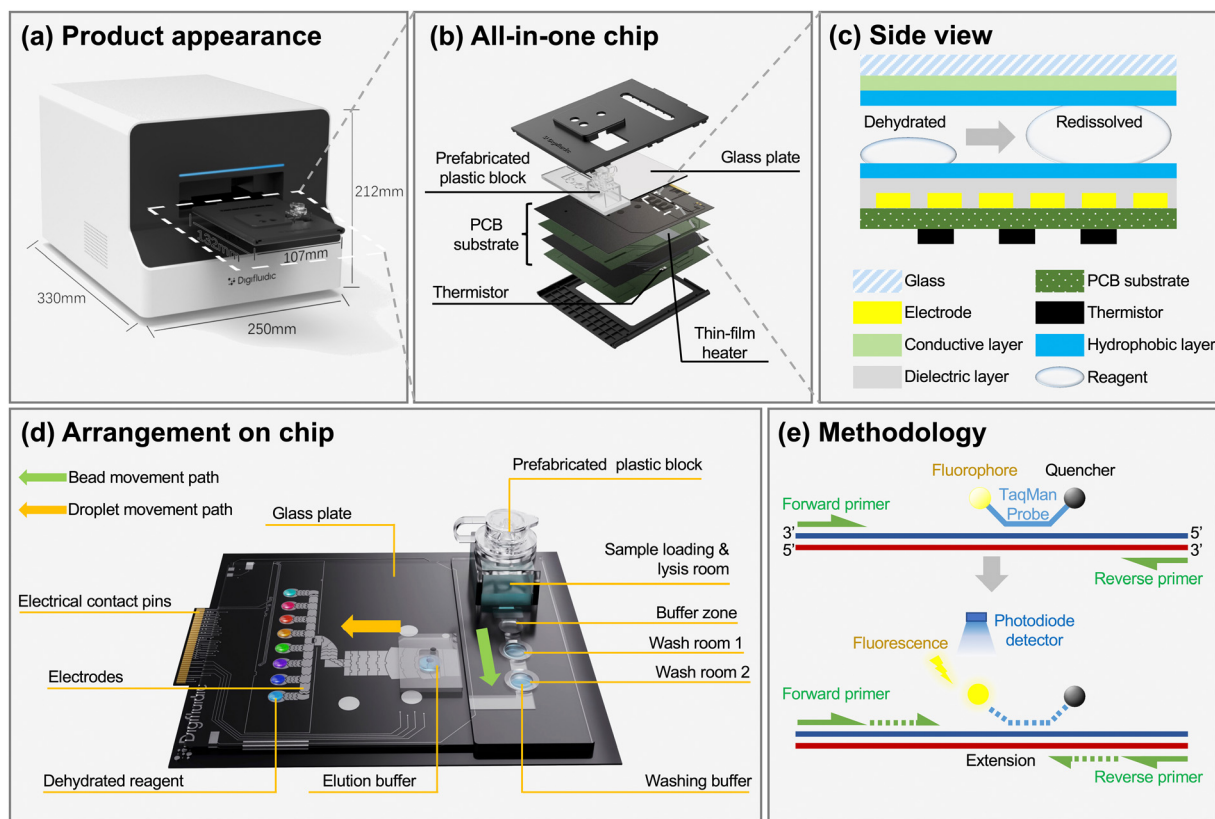 (a) Product appearance
212mm
107mm
Digifluidic
330mm
250mm
(b) All-in-one chip
Digifluidic
Prefabricated
plastic block
Glass plate
PCB
substrate
Thermistor
Thin-film
heater
(c) Side view
Dehydrated
Redissolved
Glass
PCB substrate
Electrode
Thermistor
Conductive layer
Hydrophobic layer
Dielectric layer
Reagent
(d) Arrangement on chip
Bead movement path
Droplet movement path
Prefabricated plastic block
Glass plate
Sample loading &
lysis room
Electrical contact pins
Buffer zone
Wash room 1
Electrodes
Wash room 2
Digifluidic
Dehydrated reagent
Elution buffer
Washing buffer
(e) Methodology
Fluorophore
Quencher
TaqMan
Probe
Forward primer
3’
5’
5’
3’
Reverse primer
Photodiode
detector
Fluorescence
Forward primer
Extension
Reverse primer